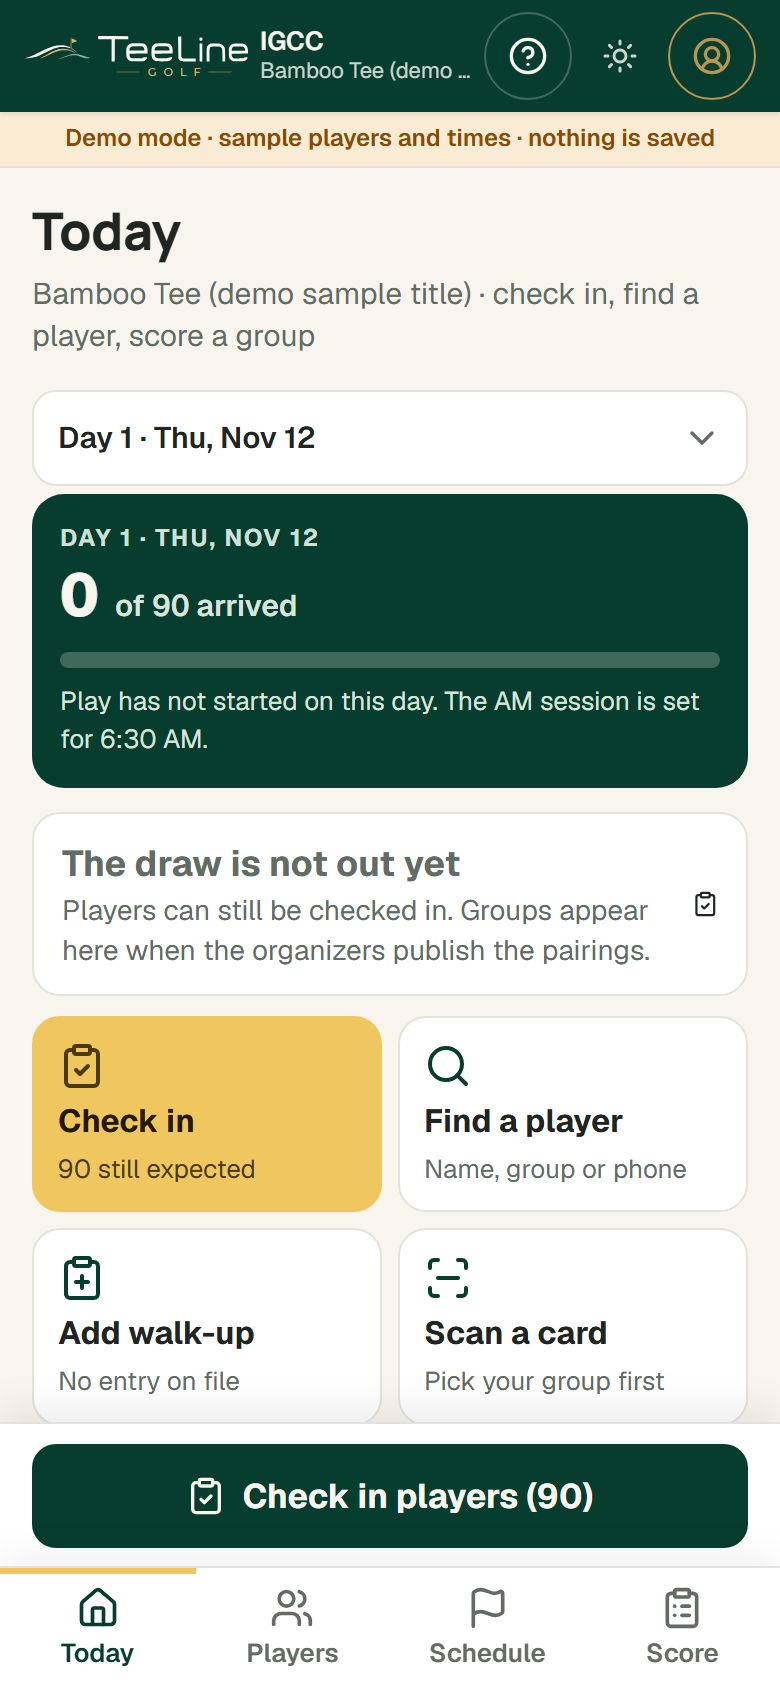 TeeLine
GOLF
IGCC
Bamboo Tee (demo ...
Demo mode · sample players and times · nothing is saved
Today
Bamboo Tee (demo sample title) · check in, find a
player, score a group
Day 1 · Thu, Nov 12
DAY 1 · THU, NOV 12
0 of 90 arrived
Play has not started on this day. The AM session is set
for 6:30 AM.
The draw is not out yet
Players can still be checked in. Groups appear
here when the organizers publish the pairings.
Check in
90 still expected
Find a player
Name, group or phone
Add walk-up
No entry on file
Scan a card
Pick your group first
Check in players (90)
Today
Players
Schedule
Score